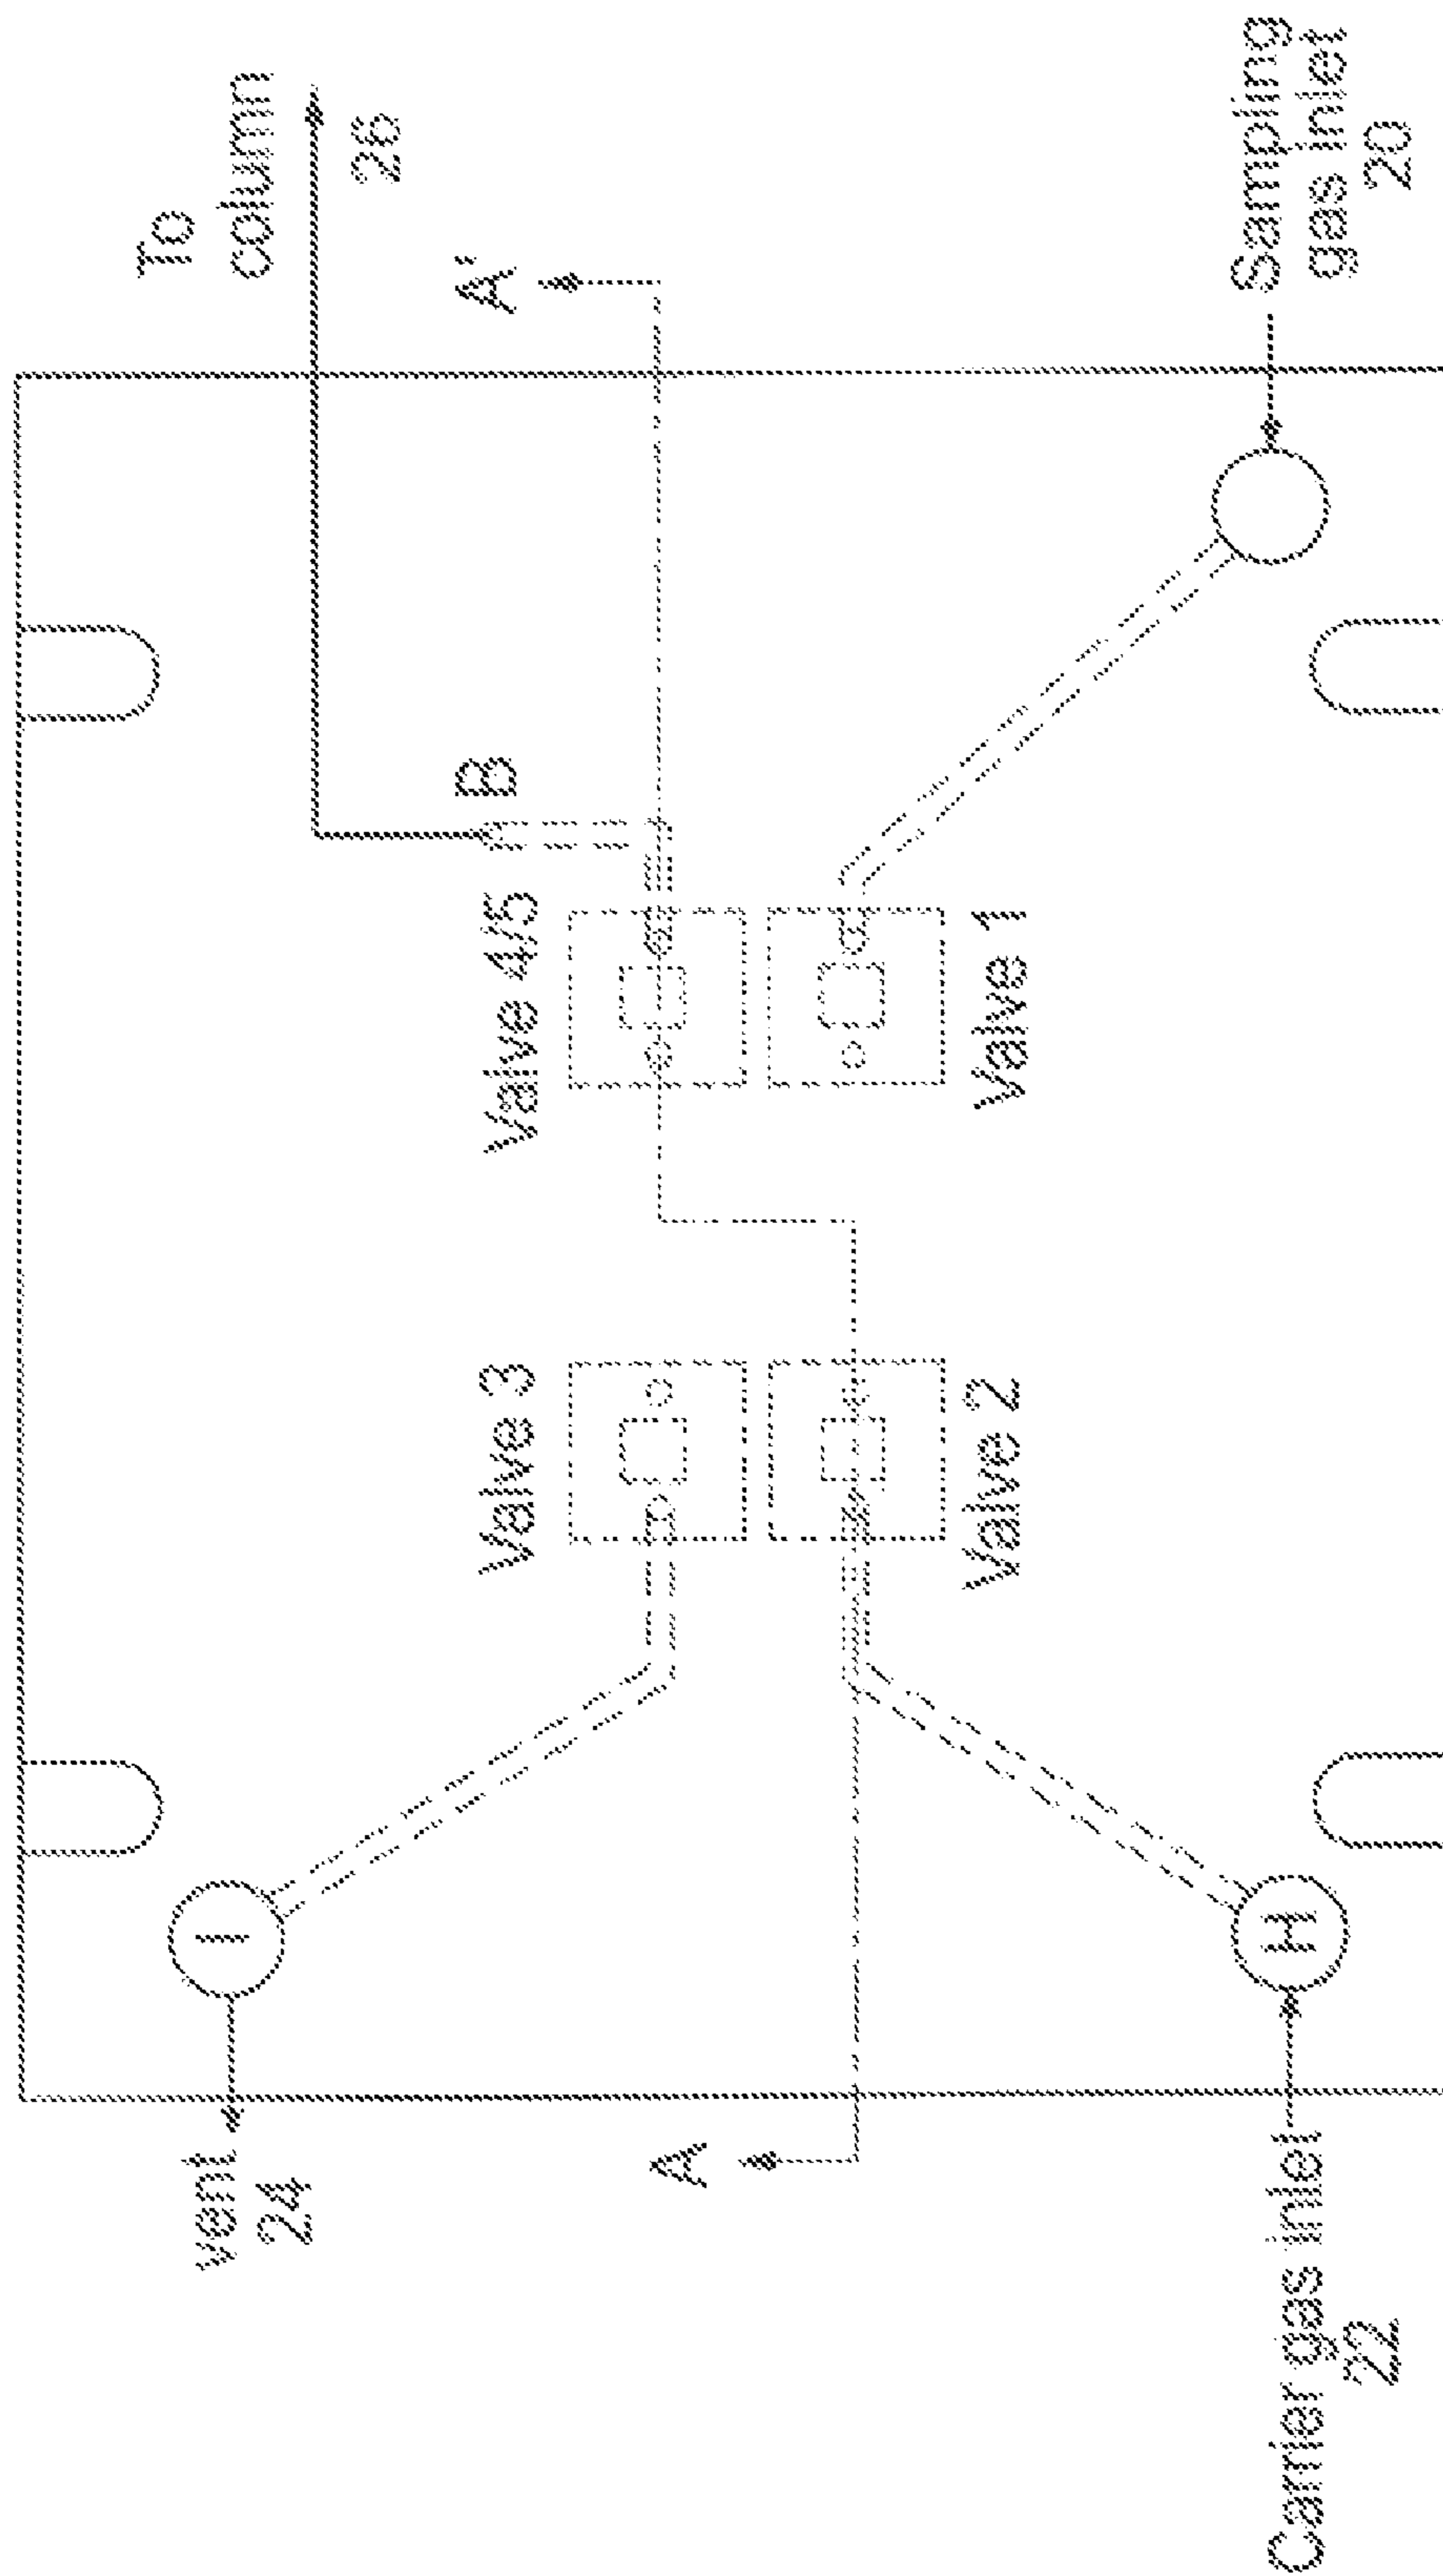 vent
24
To
column
26
I
A
A'
Valve 3
Valve 4/5
B
Valve 2
Valve 1
Carrier gas inlet
22
H
Sampling
gas inlet
20